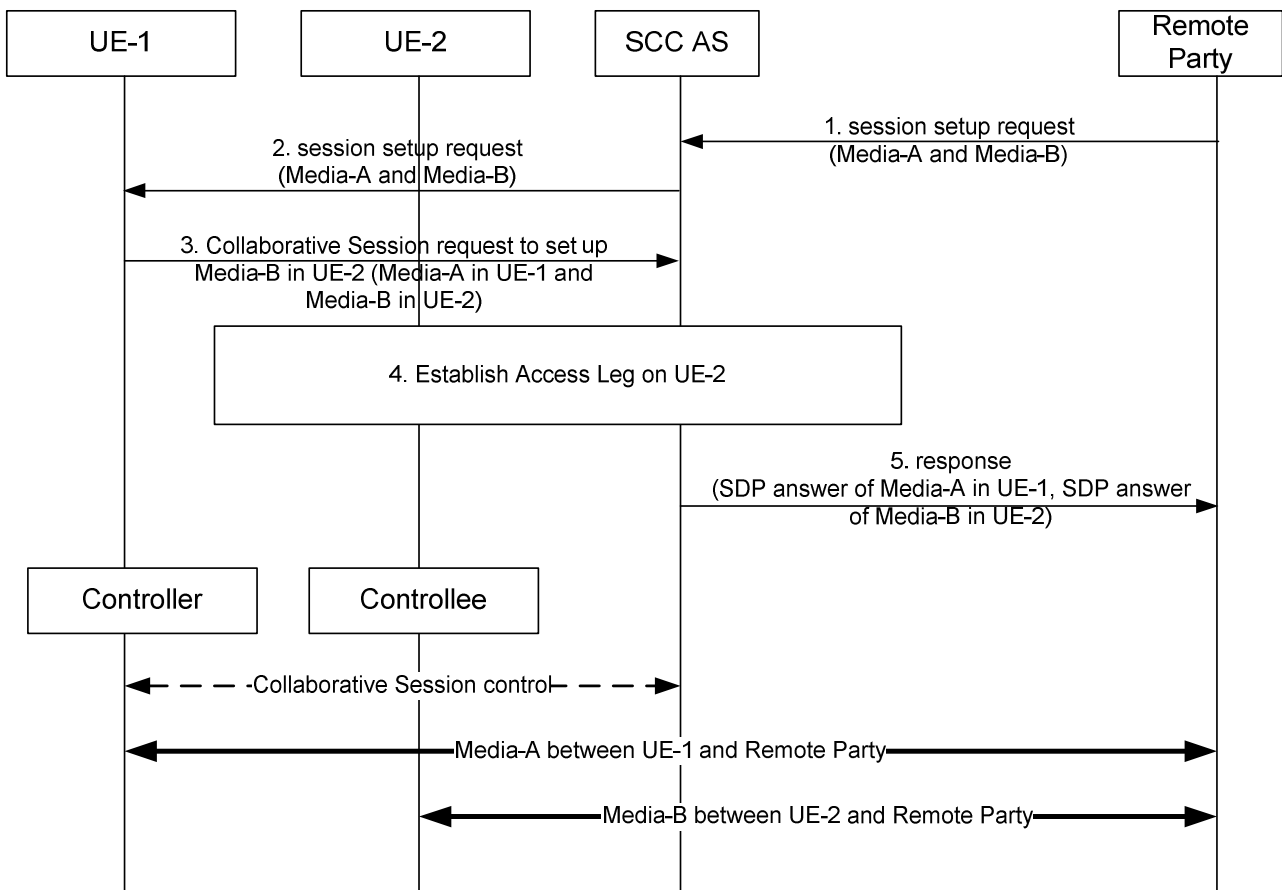 UE-1
UE-2
SCC AS
Remote
Party
1. session setup request
(Media-A and Media-B)
2. session setup request
(Media-A and Media-B)
3. Collaborative Session request to set up
Media-B in UE-2 (Media-A in UE-1 and
Media-B in UE-2)
4. Establish Access Leg on UE-2
5. response
(SDP answer of Media-A in UE-1, SDP answer
of Media-B in UE-2)
Controller
Controllee
Collaborative Session control
Media-A between UE-1 and Remote Party
Media-B between UE-2 and Remote Party